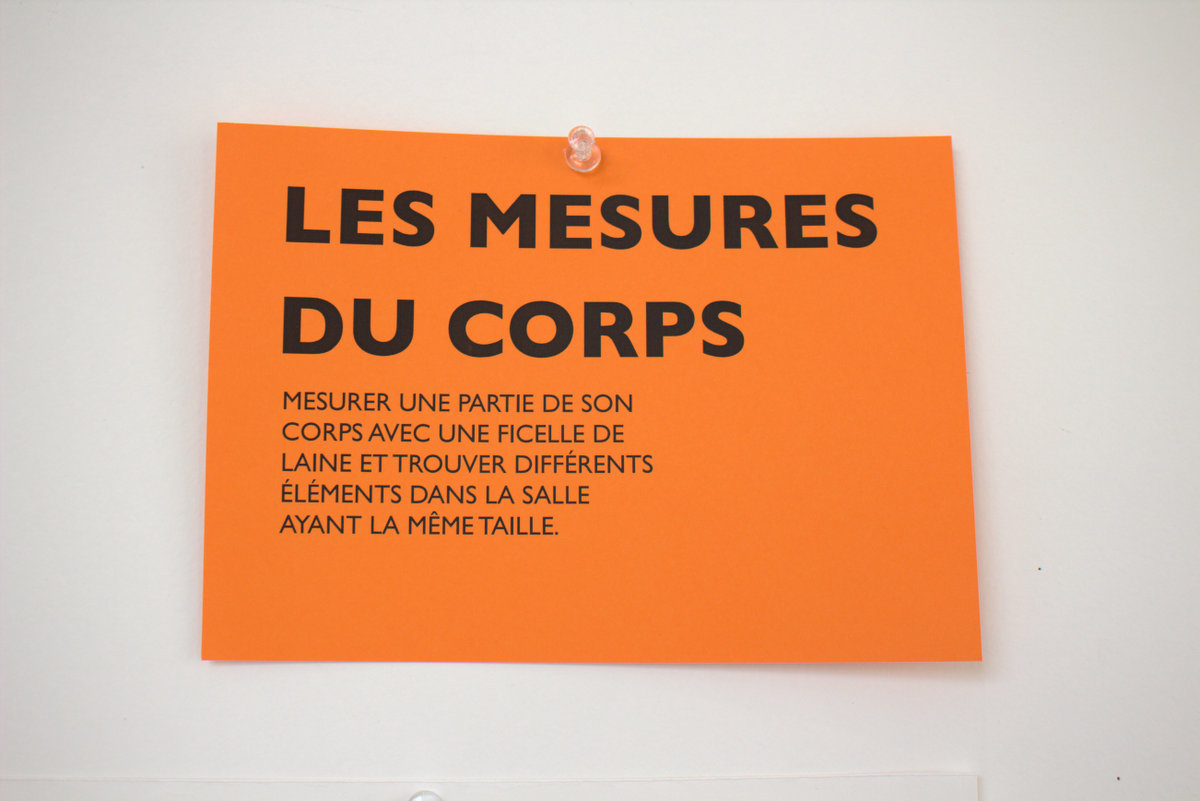 LES MESURES
DU CORPS
MESURER UNE PARTIE DE SON
CORPS AVEC UNE FICELLE DE
LAINE ET TROUVER DIFFÉRENTS
ÉLÉMENTS DANS LA SALLE
AYANT LA MÊME TAILLE.